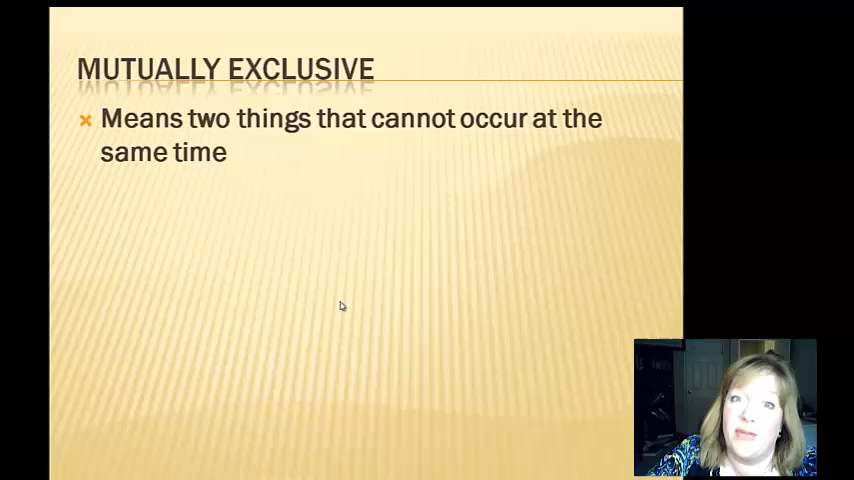 MUTUALLY EXCLUSIVE
Means two things that cannot occur at the
same time